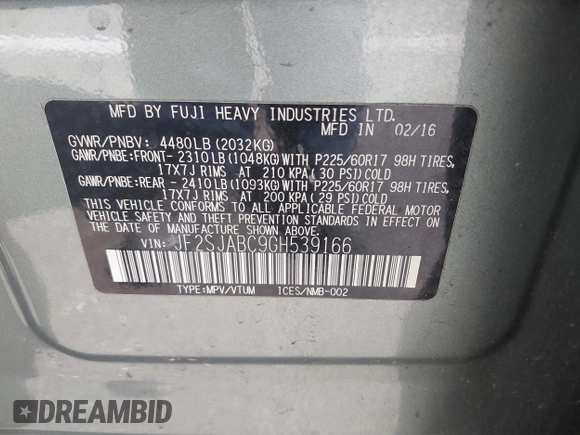 MFD BY FUJI HEAVY INDUSTRIES LTD.
MFD IN 02/16
GVWR/PNBV: 4480LB (2032KG)
GAWR/PNBE: FRONT- 2310LB (1048KG) WITH P225/60R17 98H TIRES,
17X7J RIMS AT 210 KPA (30 PSI) COLD
GAWR/PNBE: REAR - 2410LB (1093KG) WITH P225/60R17 98H TIRES,
17X7J RIMS AT 200 KPA (29 PSI) COLD
THIS VEHICLE CONFORMS TO ALL APPLICABLE FEDERAL MOTOR
VEHICLE SAFETY AND THEFT PREVENTION STANDARDS IN EFFECT ON
THE DATE OF MANUFACTURE SHOWN ABOVE.
VIN: JF2SJABC9GH539166
TYPE:MPV/VTUM 1CES/NMB-002
DREAMBID